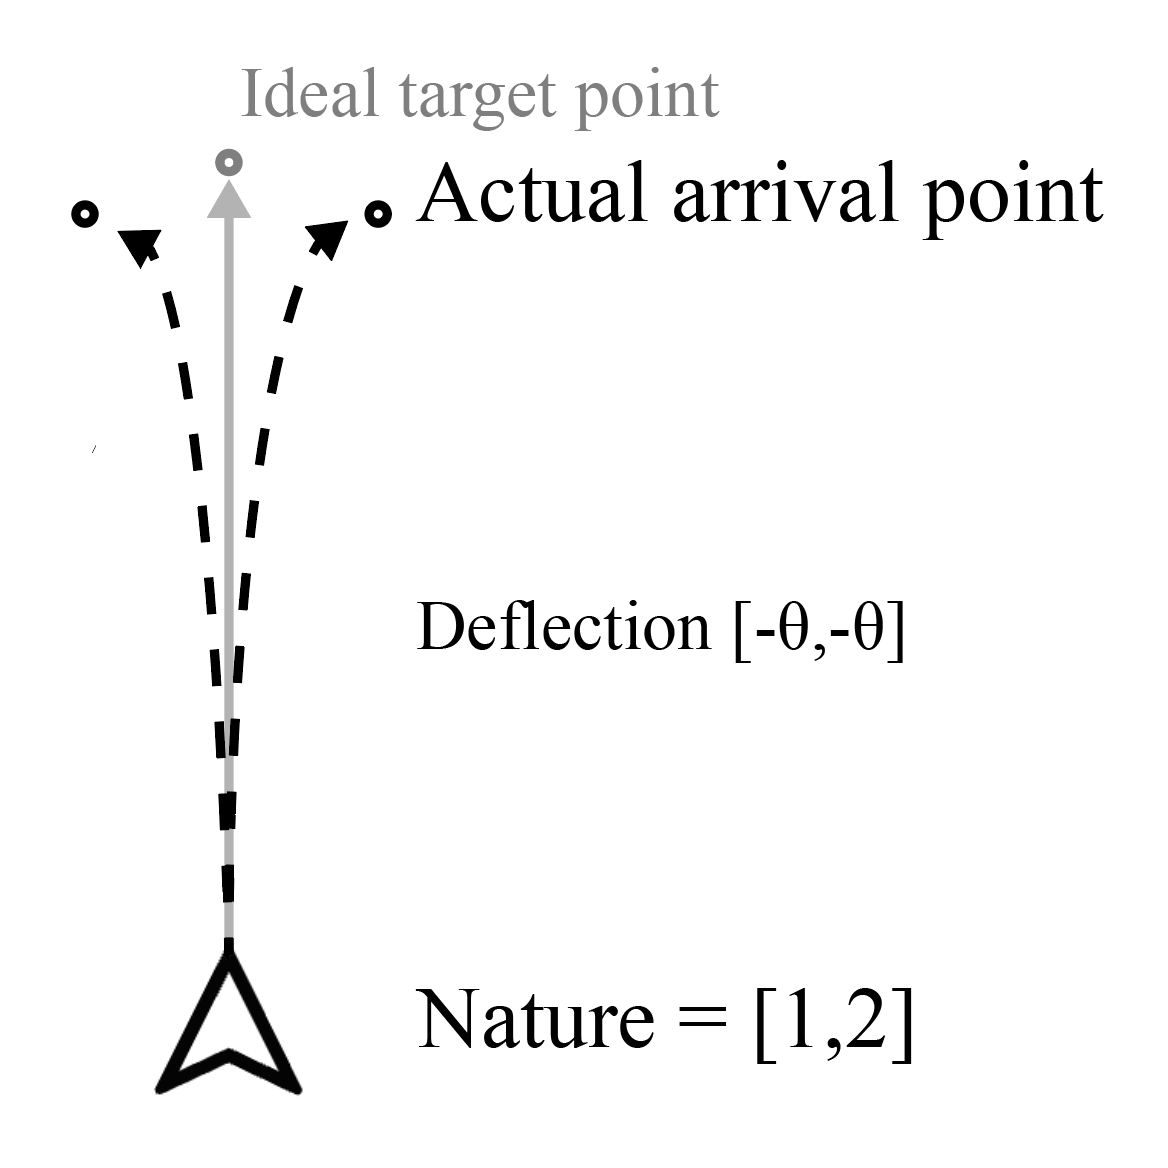 Ideal target point
Actual arrival point
Deflection [-θ,-θ]
Nature = [1,2]